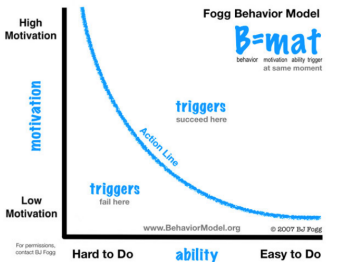 Fogg Behavior Model
B=mat
behavior motivation ability trigger
at same moment
High
Motivation
motivation
triggers
succeed here
Action Line
triggers
fail here
Low
Motivation
www.BehaviorModel.org
© 2007 BJ Fogg
For permissions,
contact BJ Fogg
Hard to Do
ability
Easy to Do